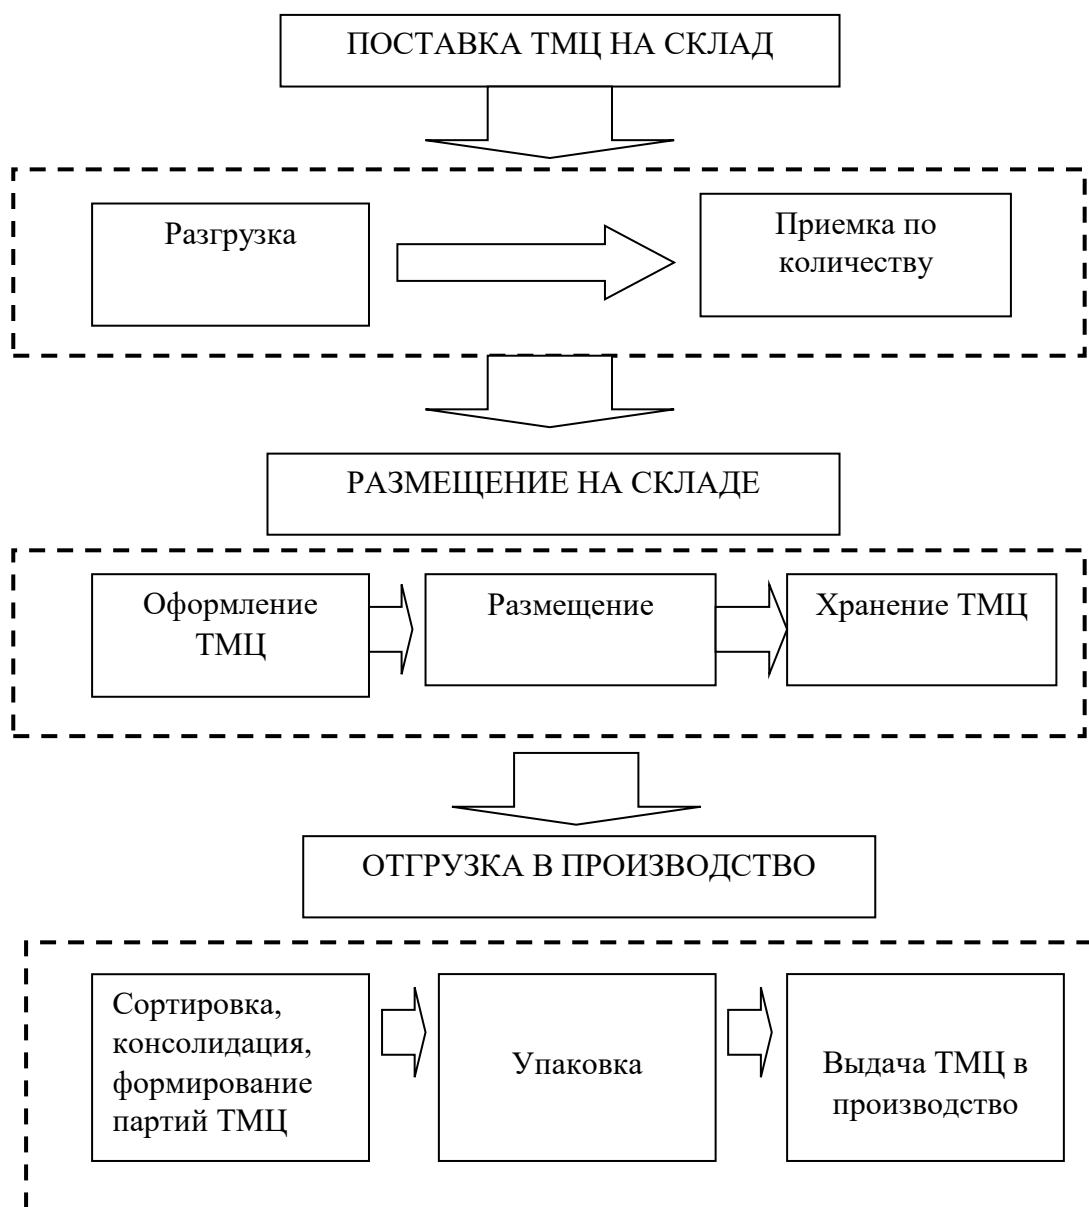 ПОСТАВКА ТМЦ НА СКЛАД
Разгрузка
Приемка по
количеству
РАЗМЕЩЕНИЕ НА СКЛАДЕ
Оформление
ТМЦ
Размещение
Хранение ТМЦ
ОТГРУЗКА В ПРОИЗВОДСТВО
Сортировка,
консолидация,
формирование
партий ТМЦ
Упаковка
Выдача ТМЦ в
производство